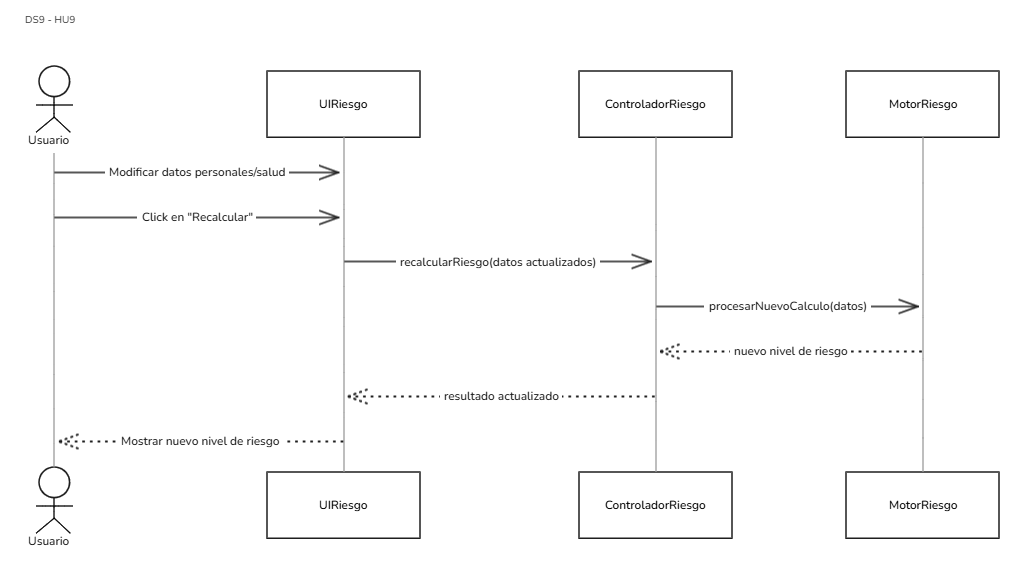 DS9 - HU9
Usuario
UIRiesgo
ControladorRiesgo
MotorRiesgo
Modificar datos personales/salud
Click en "Recalcular"
recalcularRiesgo(datos actualizados)
procesarNuevoCalculo(datos)
nuevo nivel de riesgo
resultado actualizado
Mostrar nuevo nivel de riesgo
Usuario
UIRiesgo
ControladorRiesgo
MotorRiesgo